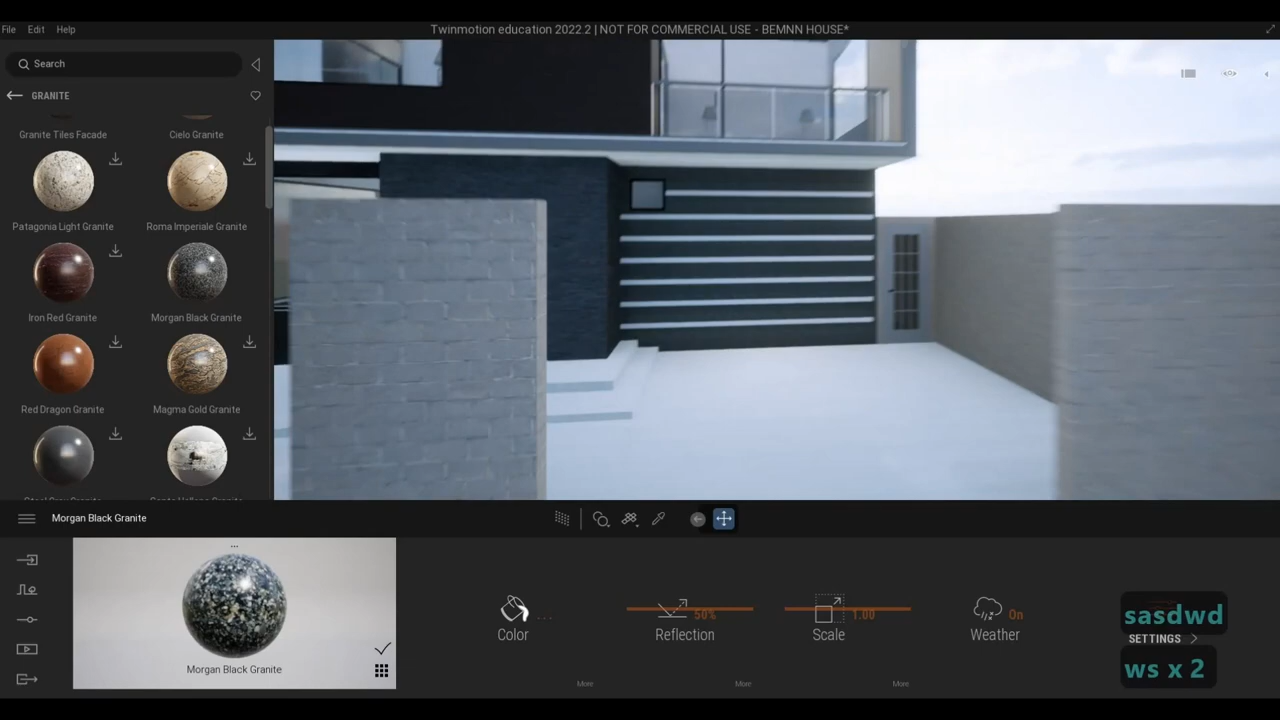 File Edit Help
Twinmotion education 2022.2 | NOT FOR COMMERCIAL USE - BEMNN HOUSE*
Search
GRANITE
Granite Tiles Facade
Cielo Granite
Patagonia Light Granite
Roma Imperiale Granite
Iron Red Granite
Morgan Black Granite
Red Dragon Granite
Magma Gold Granite
Morgan Black Granite
Morgan Black Granite
Color
...
50%
Reflection
More
1.00
Scale
More
On
Weather
More
sasdwd
SETTINGS
ws x 2